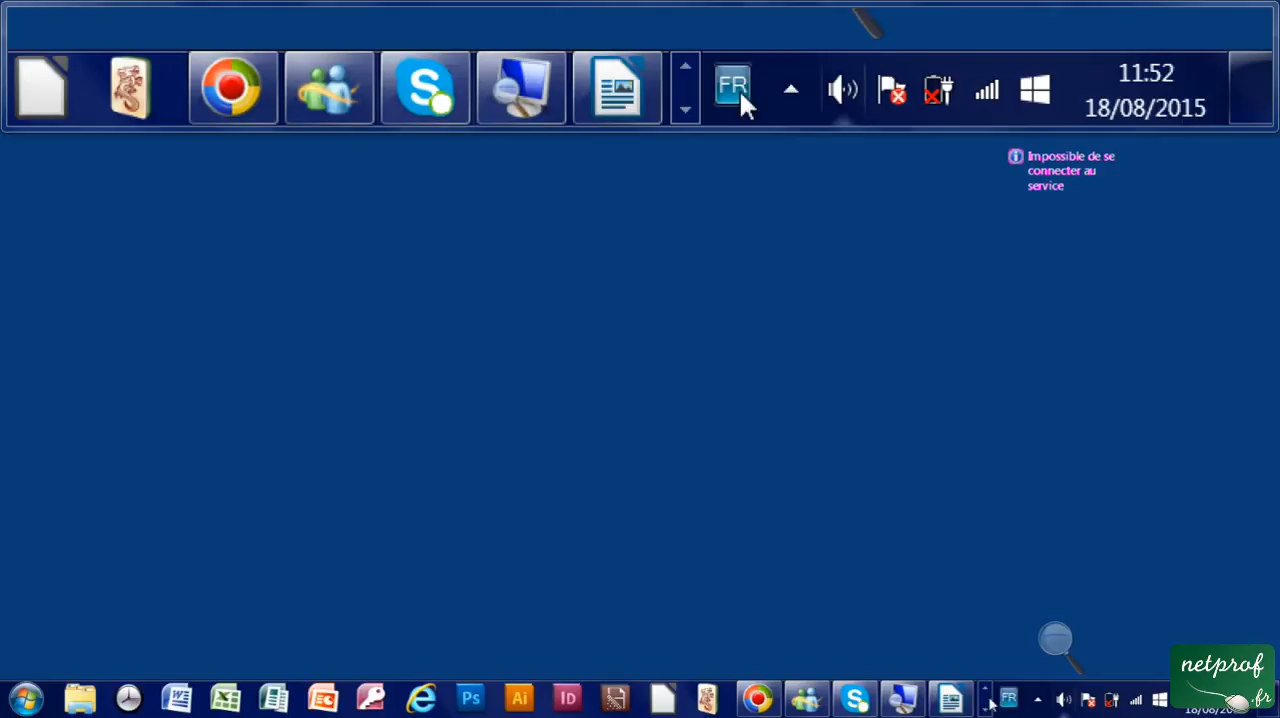 FR
11:52
18/08/2015
Impossible de se
connecter au
service
Ps
Ai
Id
FR
netprof
.fr